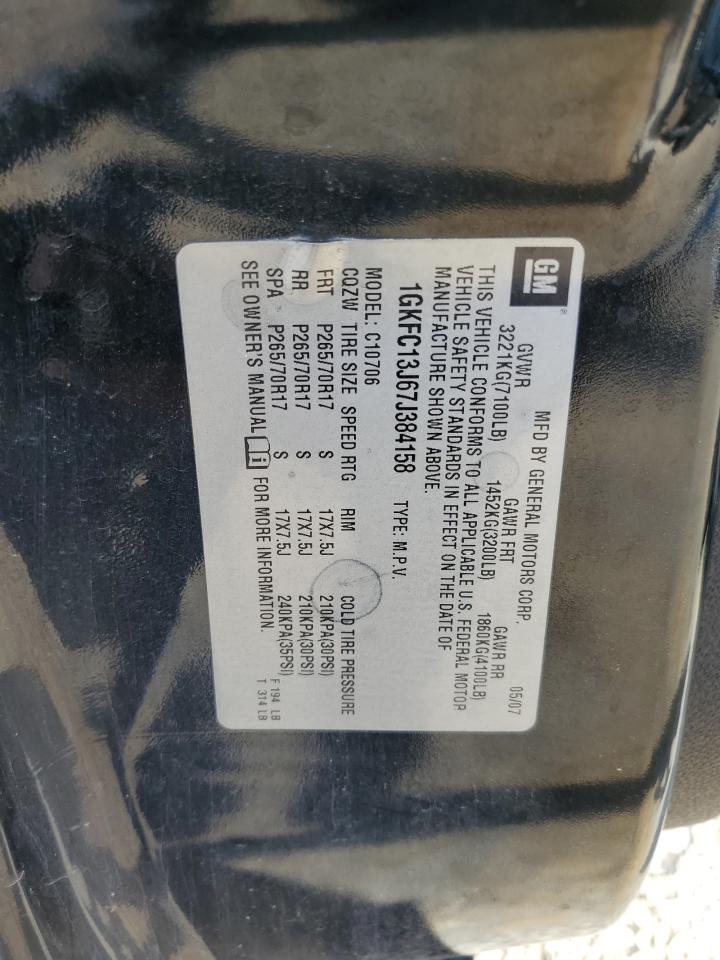 GM ®
MFD BY GENERAL MOTORS CORP. 05/07
GVWR GAWR FRT GAWR RR
3221KG(7100LB) 1452KG(3200LB) 1860KG(4100LB)
THIS VEHICLE CONFORMS TO ALL APPLICABLE U.S. FEDERAL MOTOR
VEHICLE SAFETY STANDARDS IN EFFECT ON THE DATE OF
MANUFACTURE SHOWN ABOVE.
1GKFC13J67J384158 TYPE: M.P.V.
MODEL: C10706
CQZW TIRE SIZE SPEED RTG RIM COLD TIRE PRESSURE
FRT P265/70R17 S 17X7.5J 210KPA(30PSI)
RR P265/70R17 S 17X7.5J 210KPA(30PSI)
SPA P265/70R17 S 17X7.5J 240KPA(35PSI)
SEE OWNER'S MANUAL i FOR MORE INFORMATION.
F 194 LB
T 314 LB